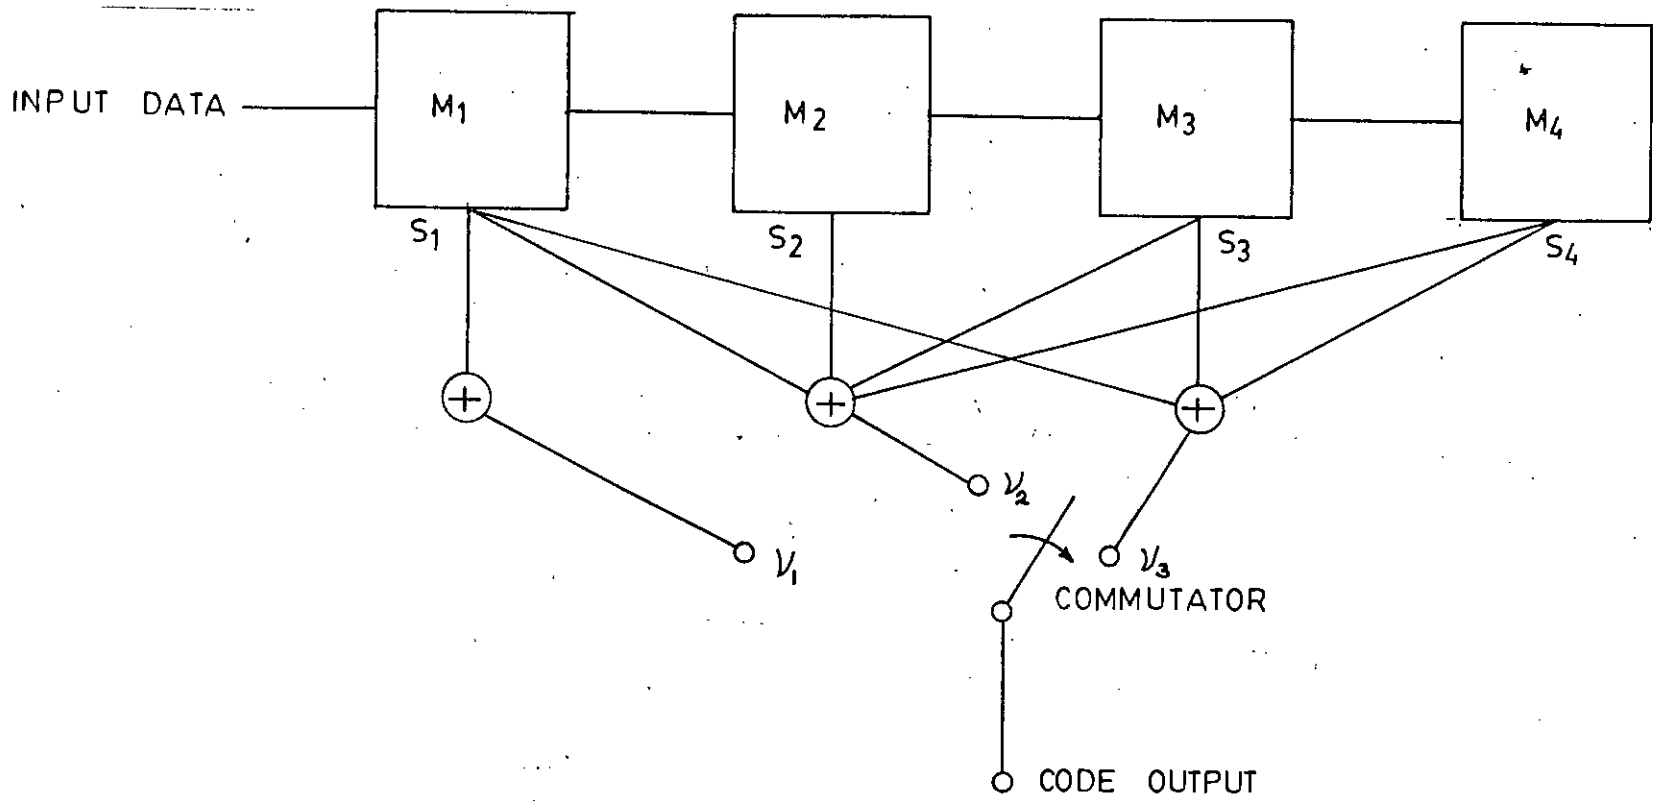 INPUT DATA
M1
M2
M3
M4
S1
S2
S3
S4
+
+
+
ν2
ν1
ν3
COMMUTATOR
CODE OUTPUT